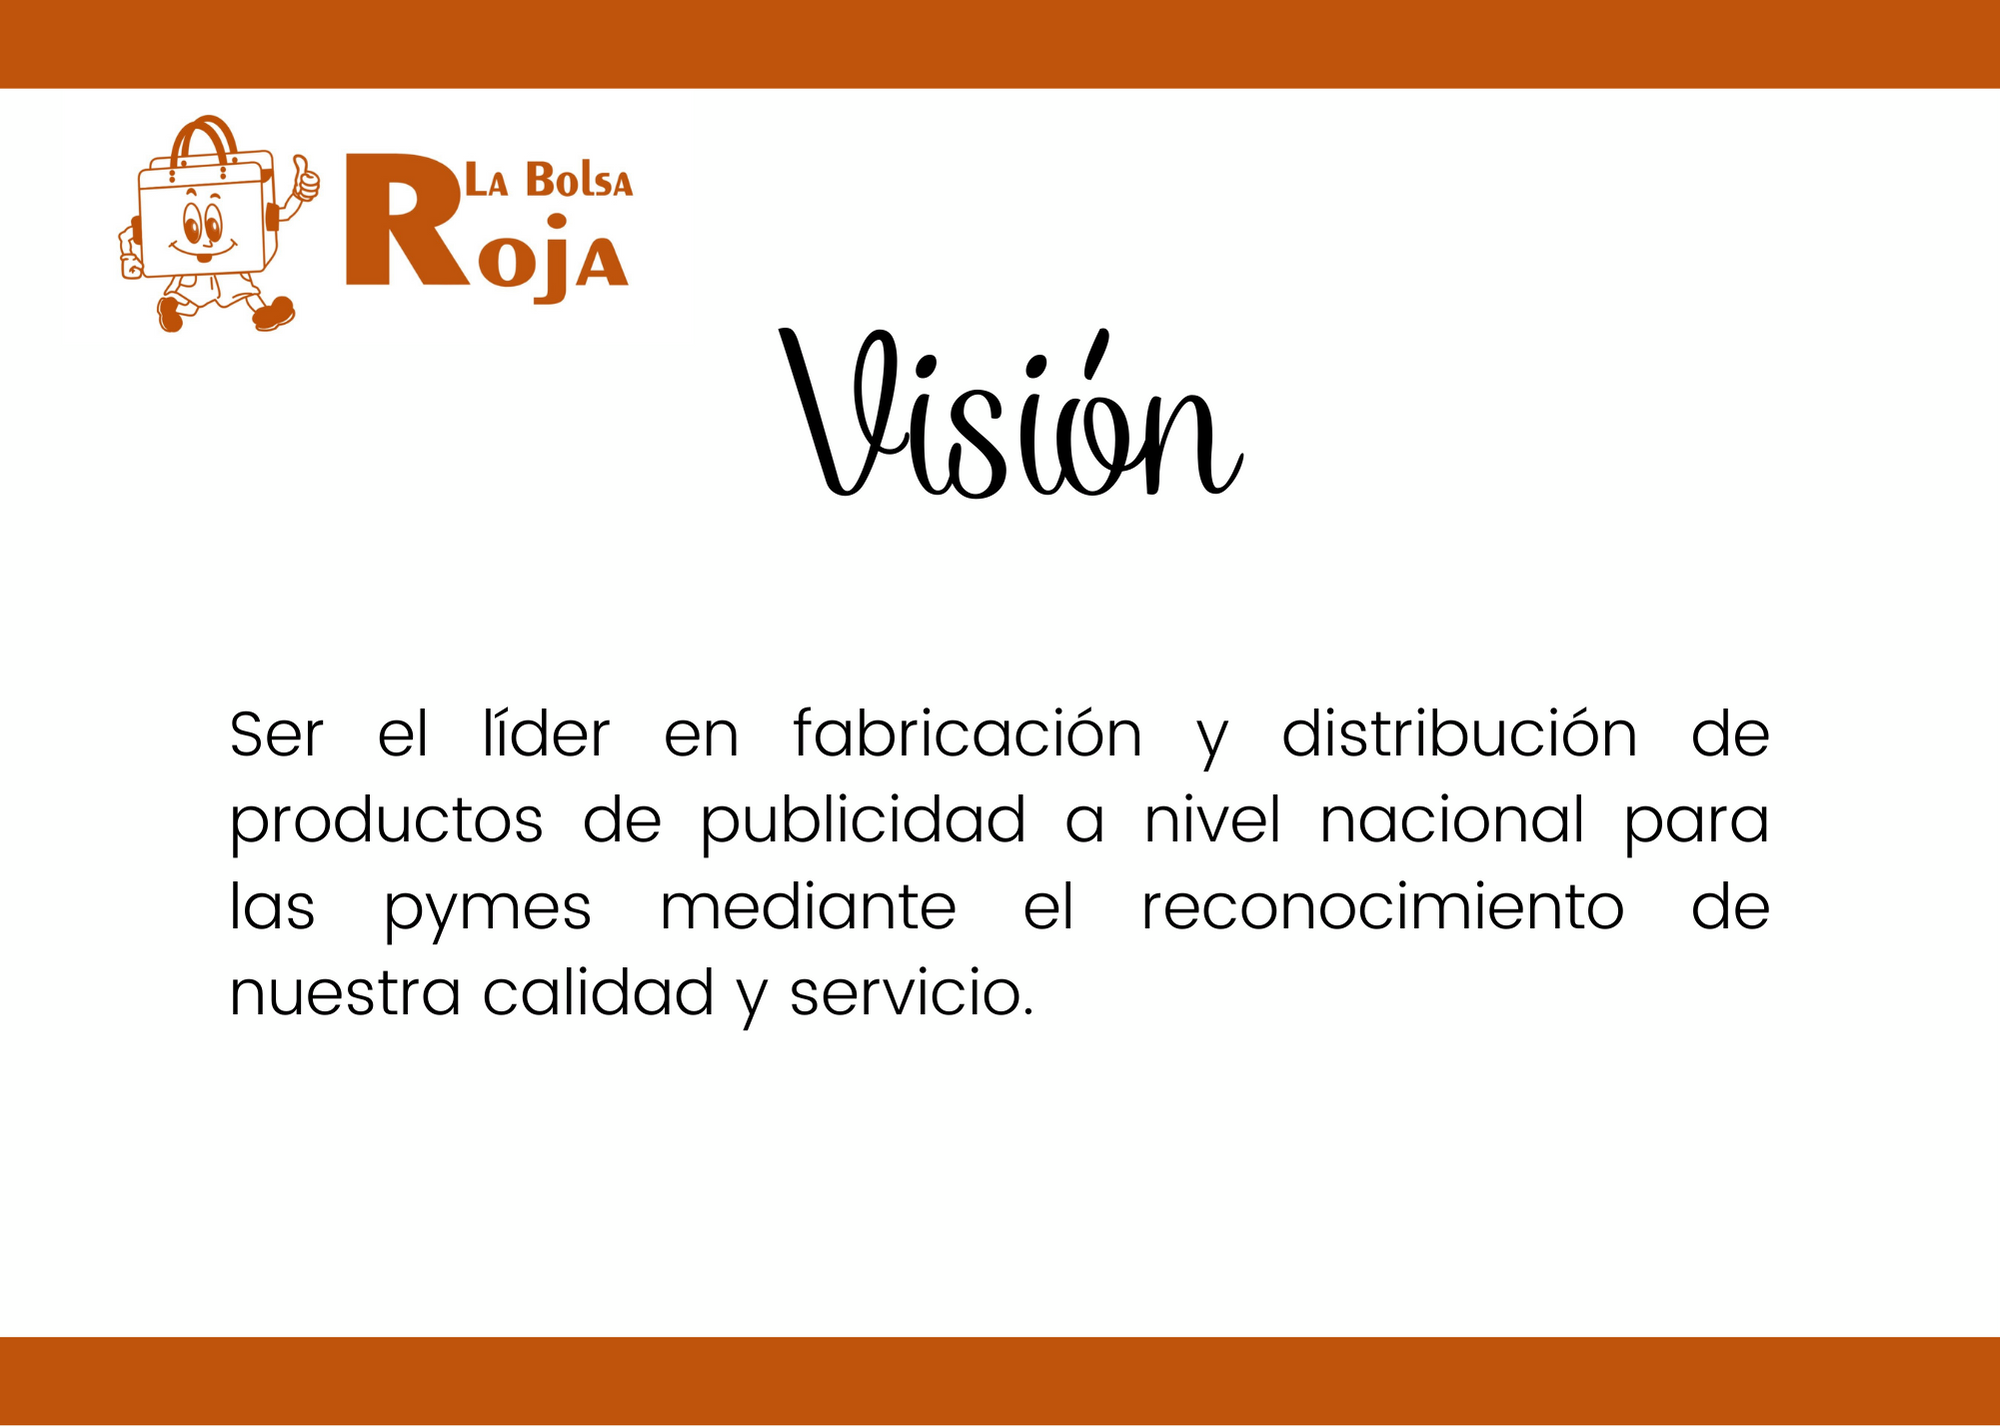 La Bolsa
Roja
Visión
Ser el líder en fabricación y distribución de
productos de publicidad a nivel nacional para
las pymes mediante el reconocimiento de
nuestra calidad y servicio.